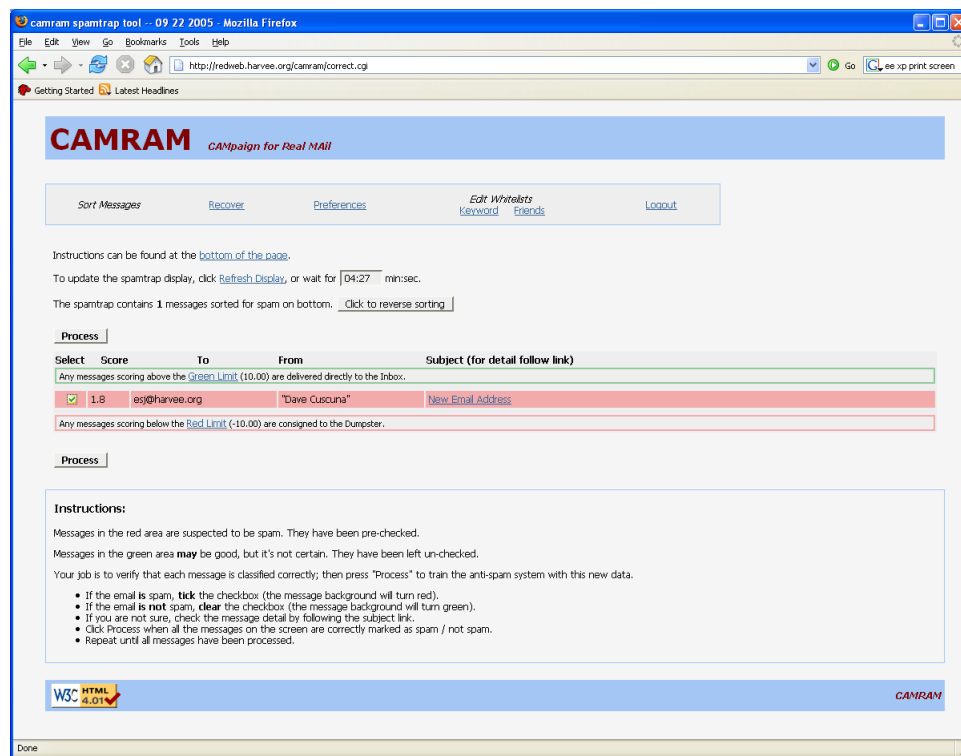 camram spamtrap tool -- 09 22 2005 - Mozilla Firefox
File Edit View Go Bookmarks Tools Help
http://redweb.harvee.org/camram/correct.cgi Go ee xp print screen
Getting Started Latest Headlines
CAMRAM CAMpaign for Real MAil
Sort Messages Recover Preferences Edit Whitelists Logout
Keyword Friends
Instructions can be found at the bottom of the page.
To update the spamtrap display, click Refresh Display, or wait for 04:27 min:sec.
The spamtrap contains 1 messages sorted for spam on bottom. Click to reverse sorting
Process
Select Score To From Subject (for detail follow link)
Any messages scoring above the Green Limit (10.00) are delivered directly to the Inbox.
1.8 esj@harvee.org "Dave Cuscuna" New Email Address
Any messages scoring below the Red Limit (-10.00) are consigned to the Dumpster.
Process
Instructions:
Messages in the red area are suspected to be spam. They have been pre-checked.
Messages in the green area may be good, but it's not certain. They have been left un-checked.
Your job is to verify that each message is classified correctly; then press "Process" to train the anti-spam system with this new data.
• If the email is spam, tick the checkbox (the message background will turn red).
• If the email is not spam, clear the checkbox (the message background will turn green).
• If you are not sure, check the message detail by following the subject link.
• Click Process when all the messages on the screen are correctly marked as spam / not spam.
• Repeat until all messages have been processed.
W3C HTML 4.01 CAMRAM
Done